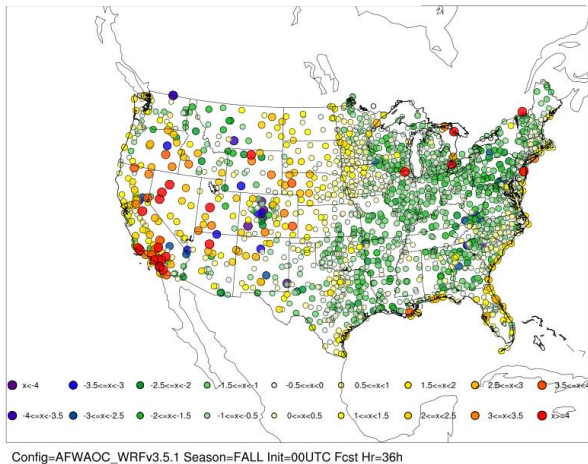 x<-4 -3.5<=x<-3 -2.5<=x<-2 -1.5<=x<-1 -0.5<=x<0 0.5<=x<1 1.5<=x<2 2.5<=x<3 3.5<=x<4
-4<=x<-3.5 -3<=x<-2.5 -2<=x<-1.5 -1<=x<-0.5 0<=x<0.5 1<=x<1.5 2<=x<2.5 3<=x<3.5 x>=4
Config=AFWAOC_WRFv3.5.1 Season=FALL Init=00UTC Fcst Hr=36h